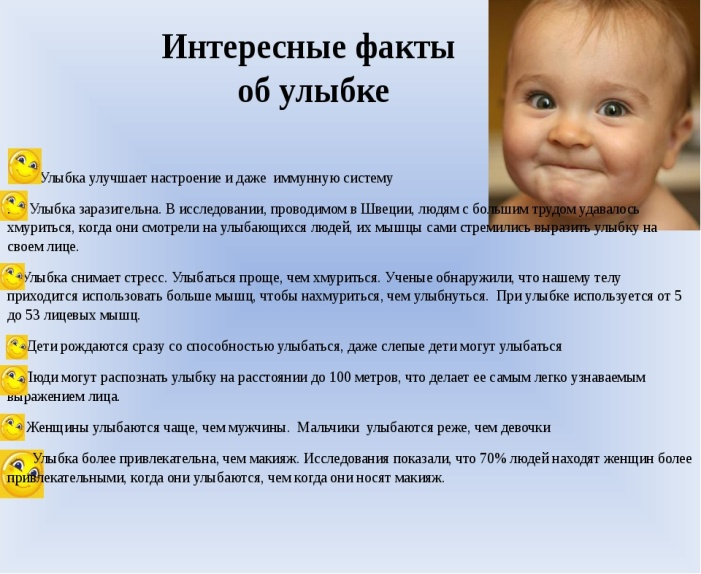 Интересные факты
об улыбке
Улыбка улучшает настроение и даже иммунную систему
Улыбка заразительна. В исследовании, проводимом в Швеции, людям с большим трудом удавалось
хмуриться, когда они смотрели на улыбающихся людей, их мышцы сами стремились выразить улыбку на
своем лице.
Улыбка снимает стресс. Улыбаться проще, чем хмуриться. Ученые обнаружили, что нашему телу
приходится использовать больше мышц, чтобы нахмуриться, чем улыбнуться. При улыбке используется от 5
до 53 лицевых мышц.
Дети рождаются сразу со способностью улыбаться, даже слепые дети могут улыбаться
Люди могут распознать улыбку на расстоянии до 100 метров, что делает ее самым легко узнаваемым
выражением лица.
Женщины улыбаются чаще, чем мужчины. Мальчики улыбаются реже, чем девочки
Улыбка более привлекательна, чем макияж. Исследования показали, что 70% людей находят женщин более
привлекательными, когда они улыбаются, чем когда они носят макияж.